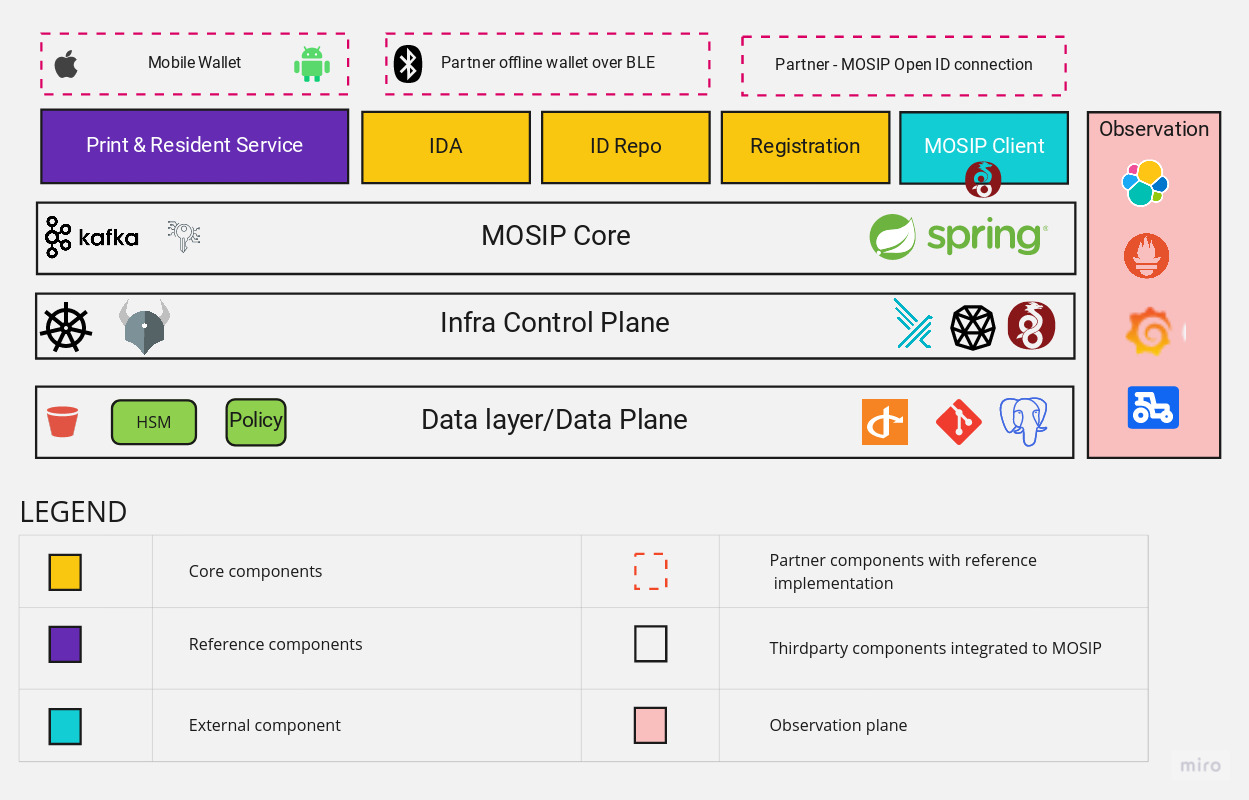 Mobile Wallet
Partner offline wallet over BLE
Partner - MOSIP Open ID connection
Print & Resident Service
IDA
ID Repo
Registration
MOSIP Client
Observation
kafka
MOSIP Core
spring
Infra Control Plane
HSM
Policy
Data layer/Data Plane
LEGEND
Core components
Partner components with reference
implementation
Reference components
Thirdparty components integrated to MOSIP
External component
Observation plane
miro